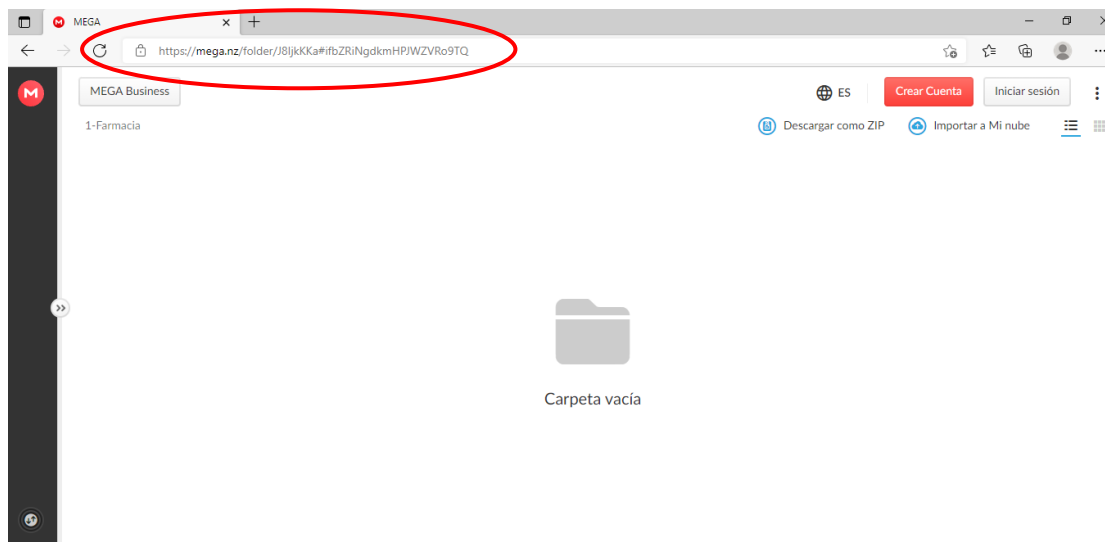 MEGA
https://mega.nz/folder/J8IjkKKa#ifbZRiNgdkmHPJWZVRo9TQ
M
MEGA Business
ES
Crear Cuenta
Iniciar sesión
1-Farmacia
Descargar como ZIP
Importar a Mi nube
Carpeta vacía